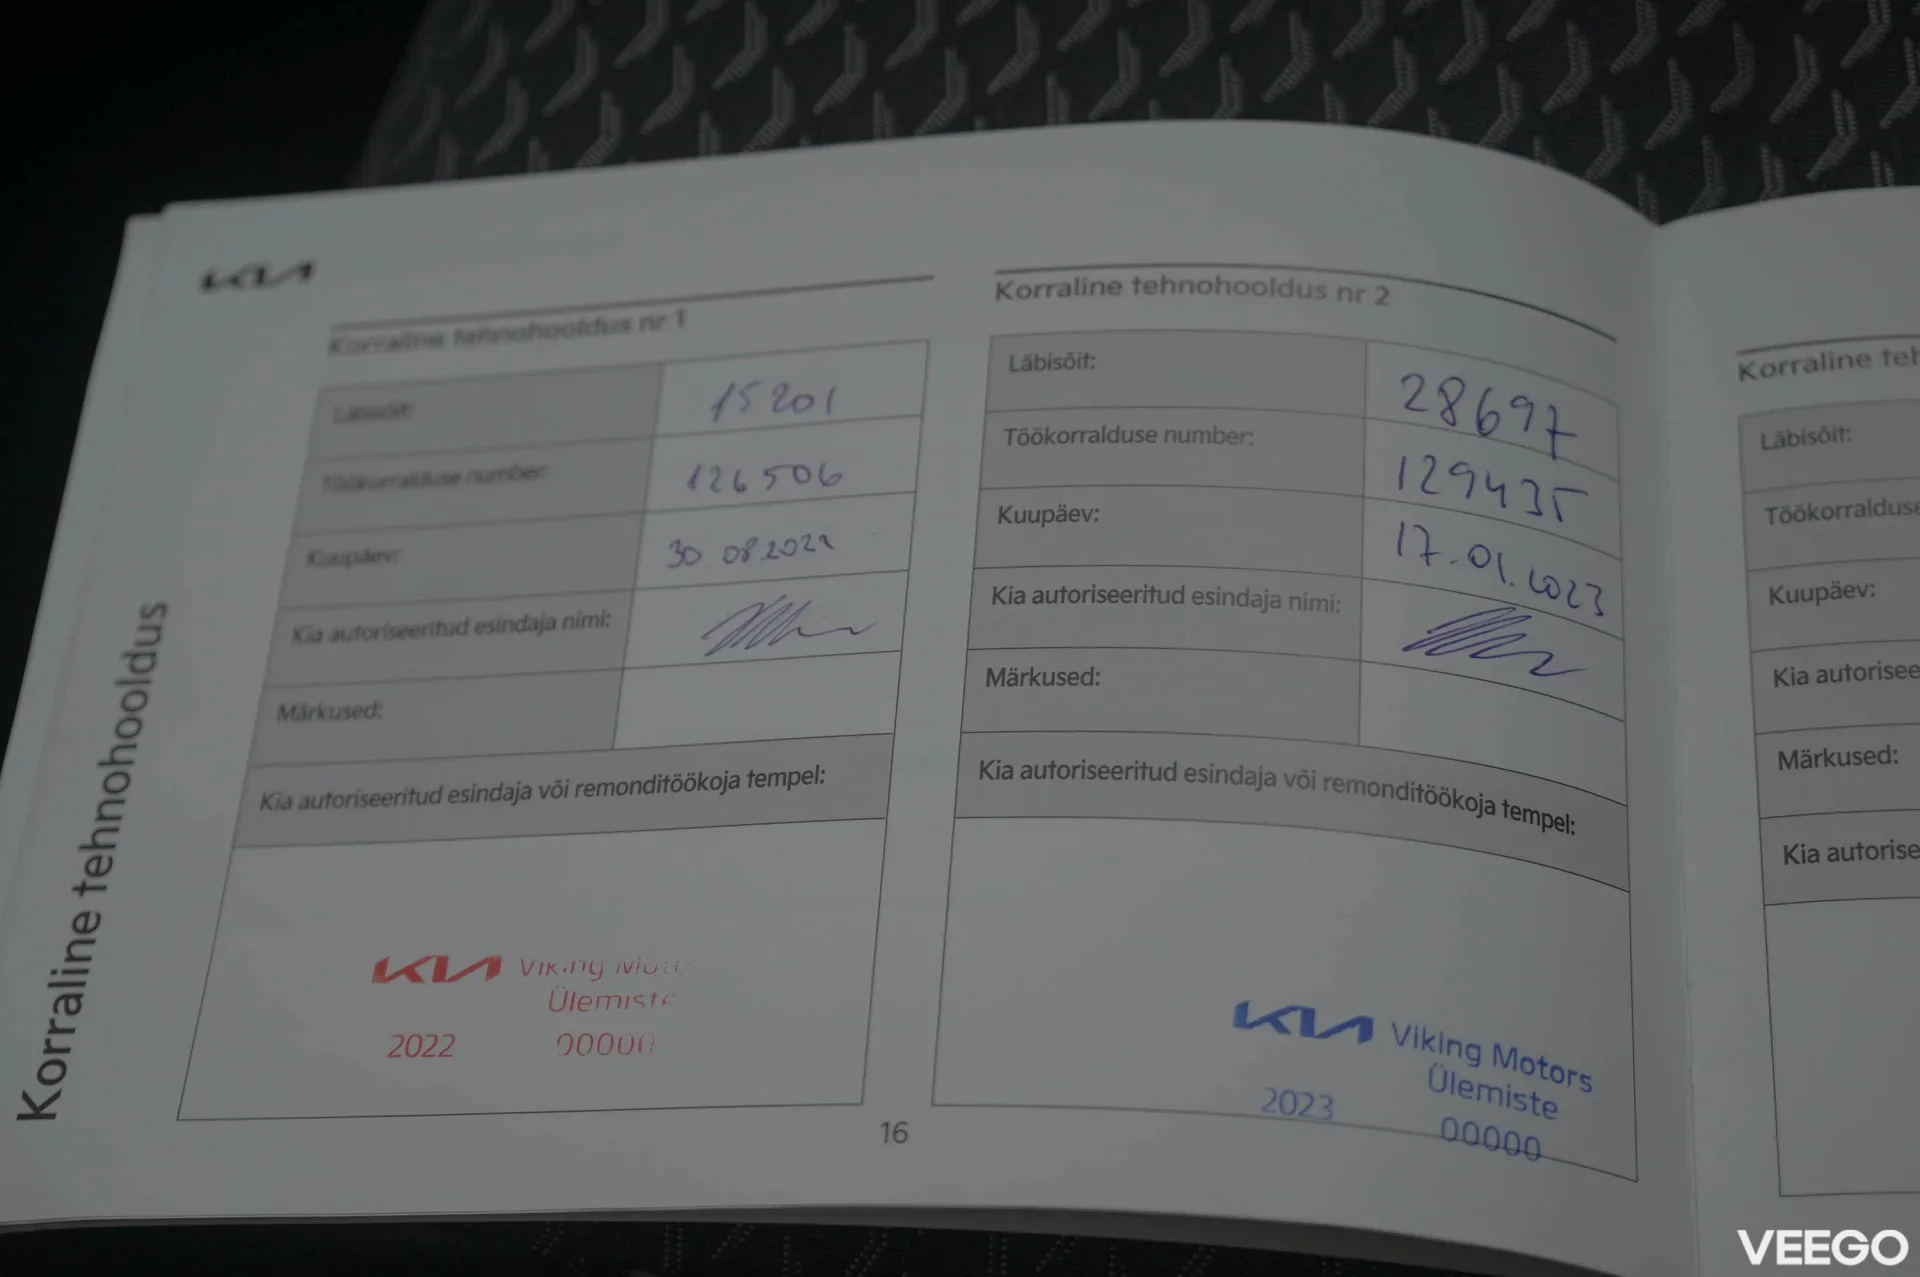 KIA
Korraline tehnohooldus
Korraline tehnohooldus nr 1
Läbisõit: 15201
Töökorralduse number: 126506
Kuupäev: 30.08.2022
Kia autoriseeritud esindaja nimi:
Märkused:
Kia autoriseeritud esindaja või remonditöökoja tempel:
KIA Viking Motors
Ülemiste
2022 00000
Korraline tehnohooldus nr 2
Läbisõit: 28697
Töökorralduse number: 129435
Kuupäev: 17.01.2023
Kia autoriseeritud esindaja nimi:
Märkused:
Kia autoriseeritud esindaja või remonditöökoja tempel:
KIA Viking Motors
Ülemiste
2023 00000
16
Korraline teh
Läbisõit:
Töökorralduse
Kuupäev:
Kia autorisee
Märkused:
Kia autorise
VEEGO